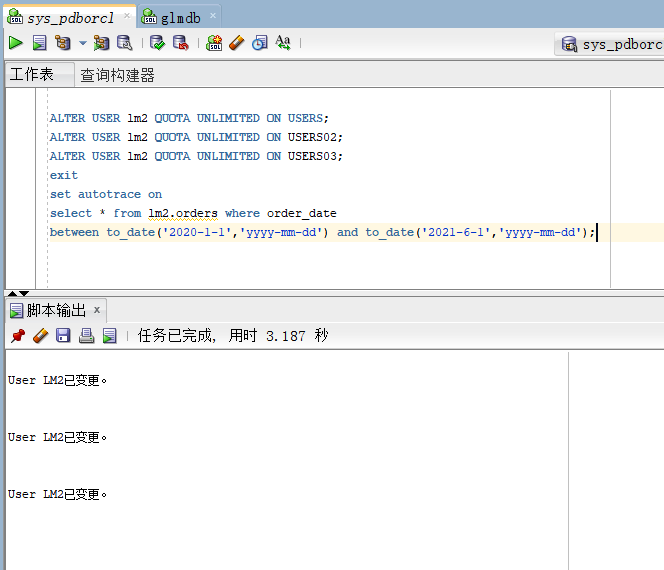 sys_pdborcl
glmdb
sys_pdborc
工作表 查询构建器
ALTER USER lm2 QUOTA UNLIMITED ON USERS;
ALTER USER lm2 QUOTA UNLIMITED ON USERS02;
ALTER USER lm2 QUOTA UNLIMITED ON USERS03;
exit
set autotrace on
select * from lm2.orders where order_date
between to_date('2020-1-1','yyyy-mm-dd') and to_date('2021-6-1','yyyy-mm-dd');
脚本输出
任务已完成, 用时 3.187 秒
User LM2已变更。
User LM2已变更。
User LM2已变更。